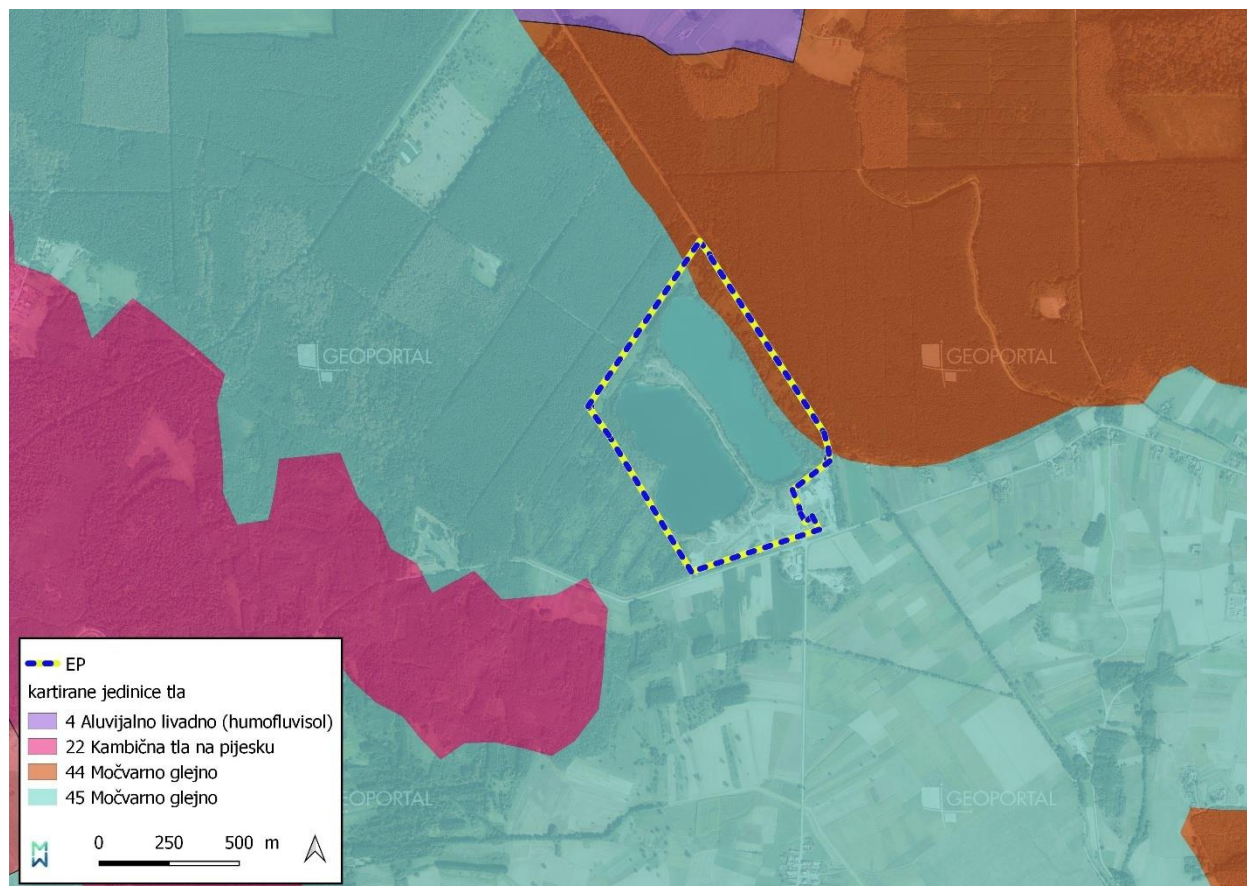 GEOPORTAL
GEOPORTAL
EP
kartirane jedinice tla
4 Aluvijalno livadno (humofluvisol)
22 Kambična tla na pijesku
44 Močvarno glejno
45 Močvarno glejno
0 250 500 m
GEOPORTAL
GEOPORTAL